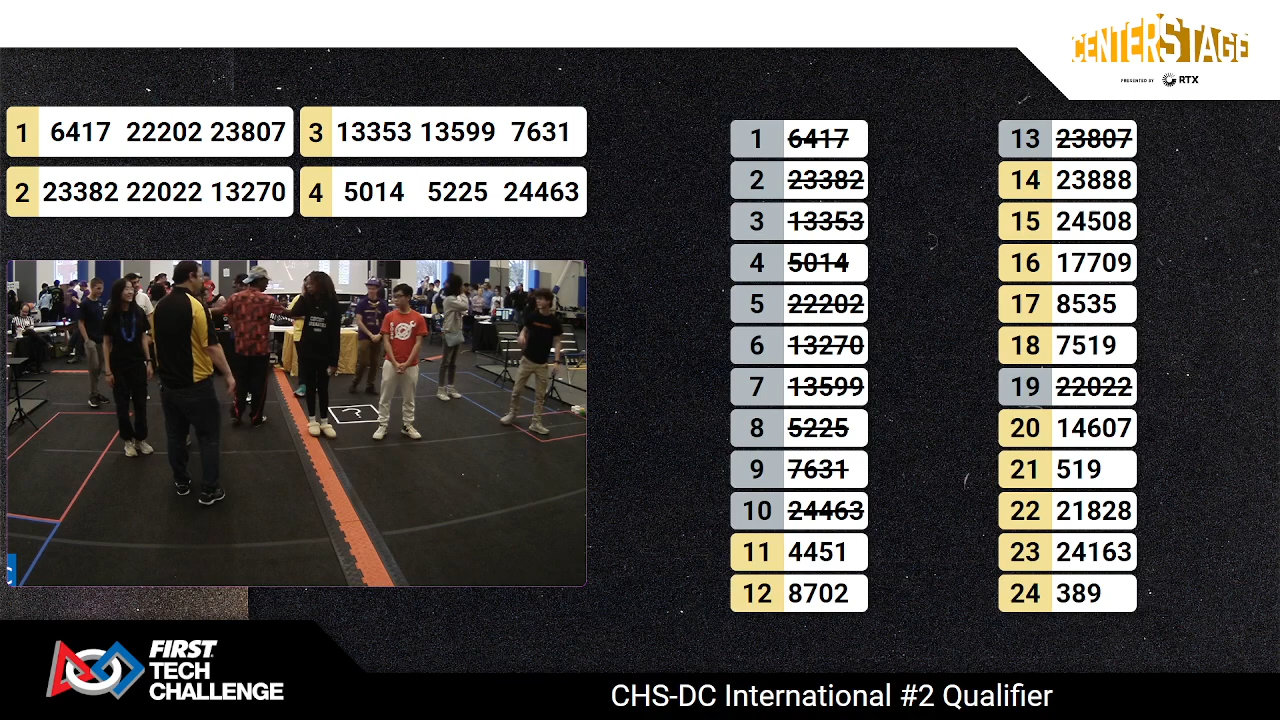 CENTERSTAGE
PRESENTED BY RTX
1 6417 22202 23807
3 13353 13599 7631
2 23382 22022 13270
4 5014 5225 24463
1 6417
2 23382
3 13353
4 5014
5 22202
6 13270
7 13599
8 5225
9 7631
10 24463
11 4451
12 8702
13 23807
14 23888
15 24508
16 17709
17 8535
18 7519
19 22022
20 14607
21 519
22 21828
23 24163
24 389
FIRST
TECH
CHALLENGE
CHS-DC International #2 Qualifier